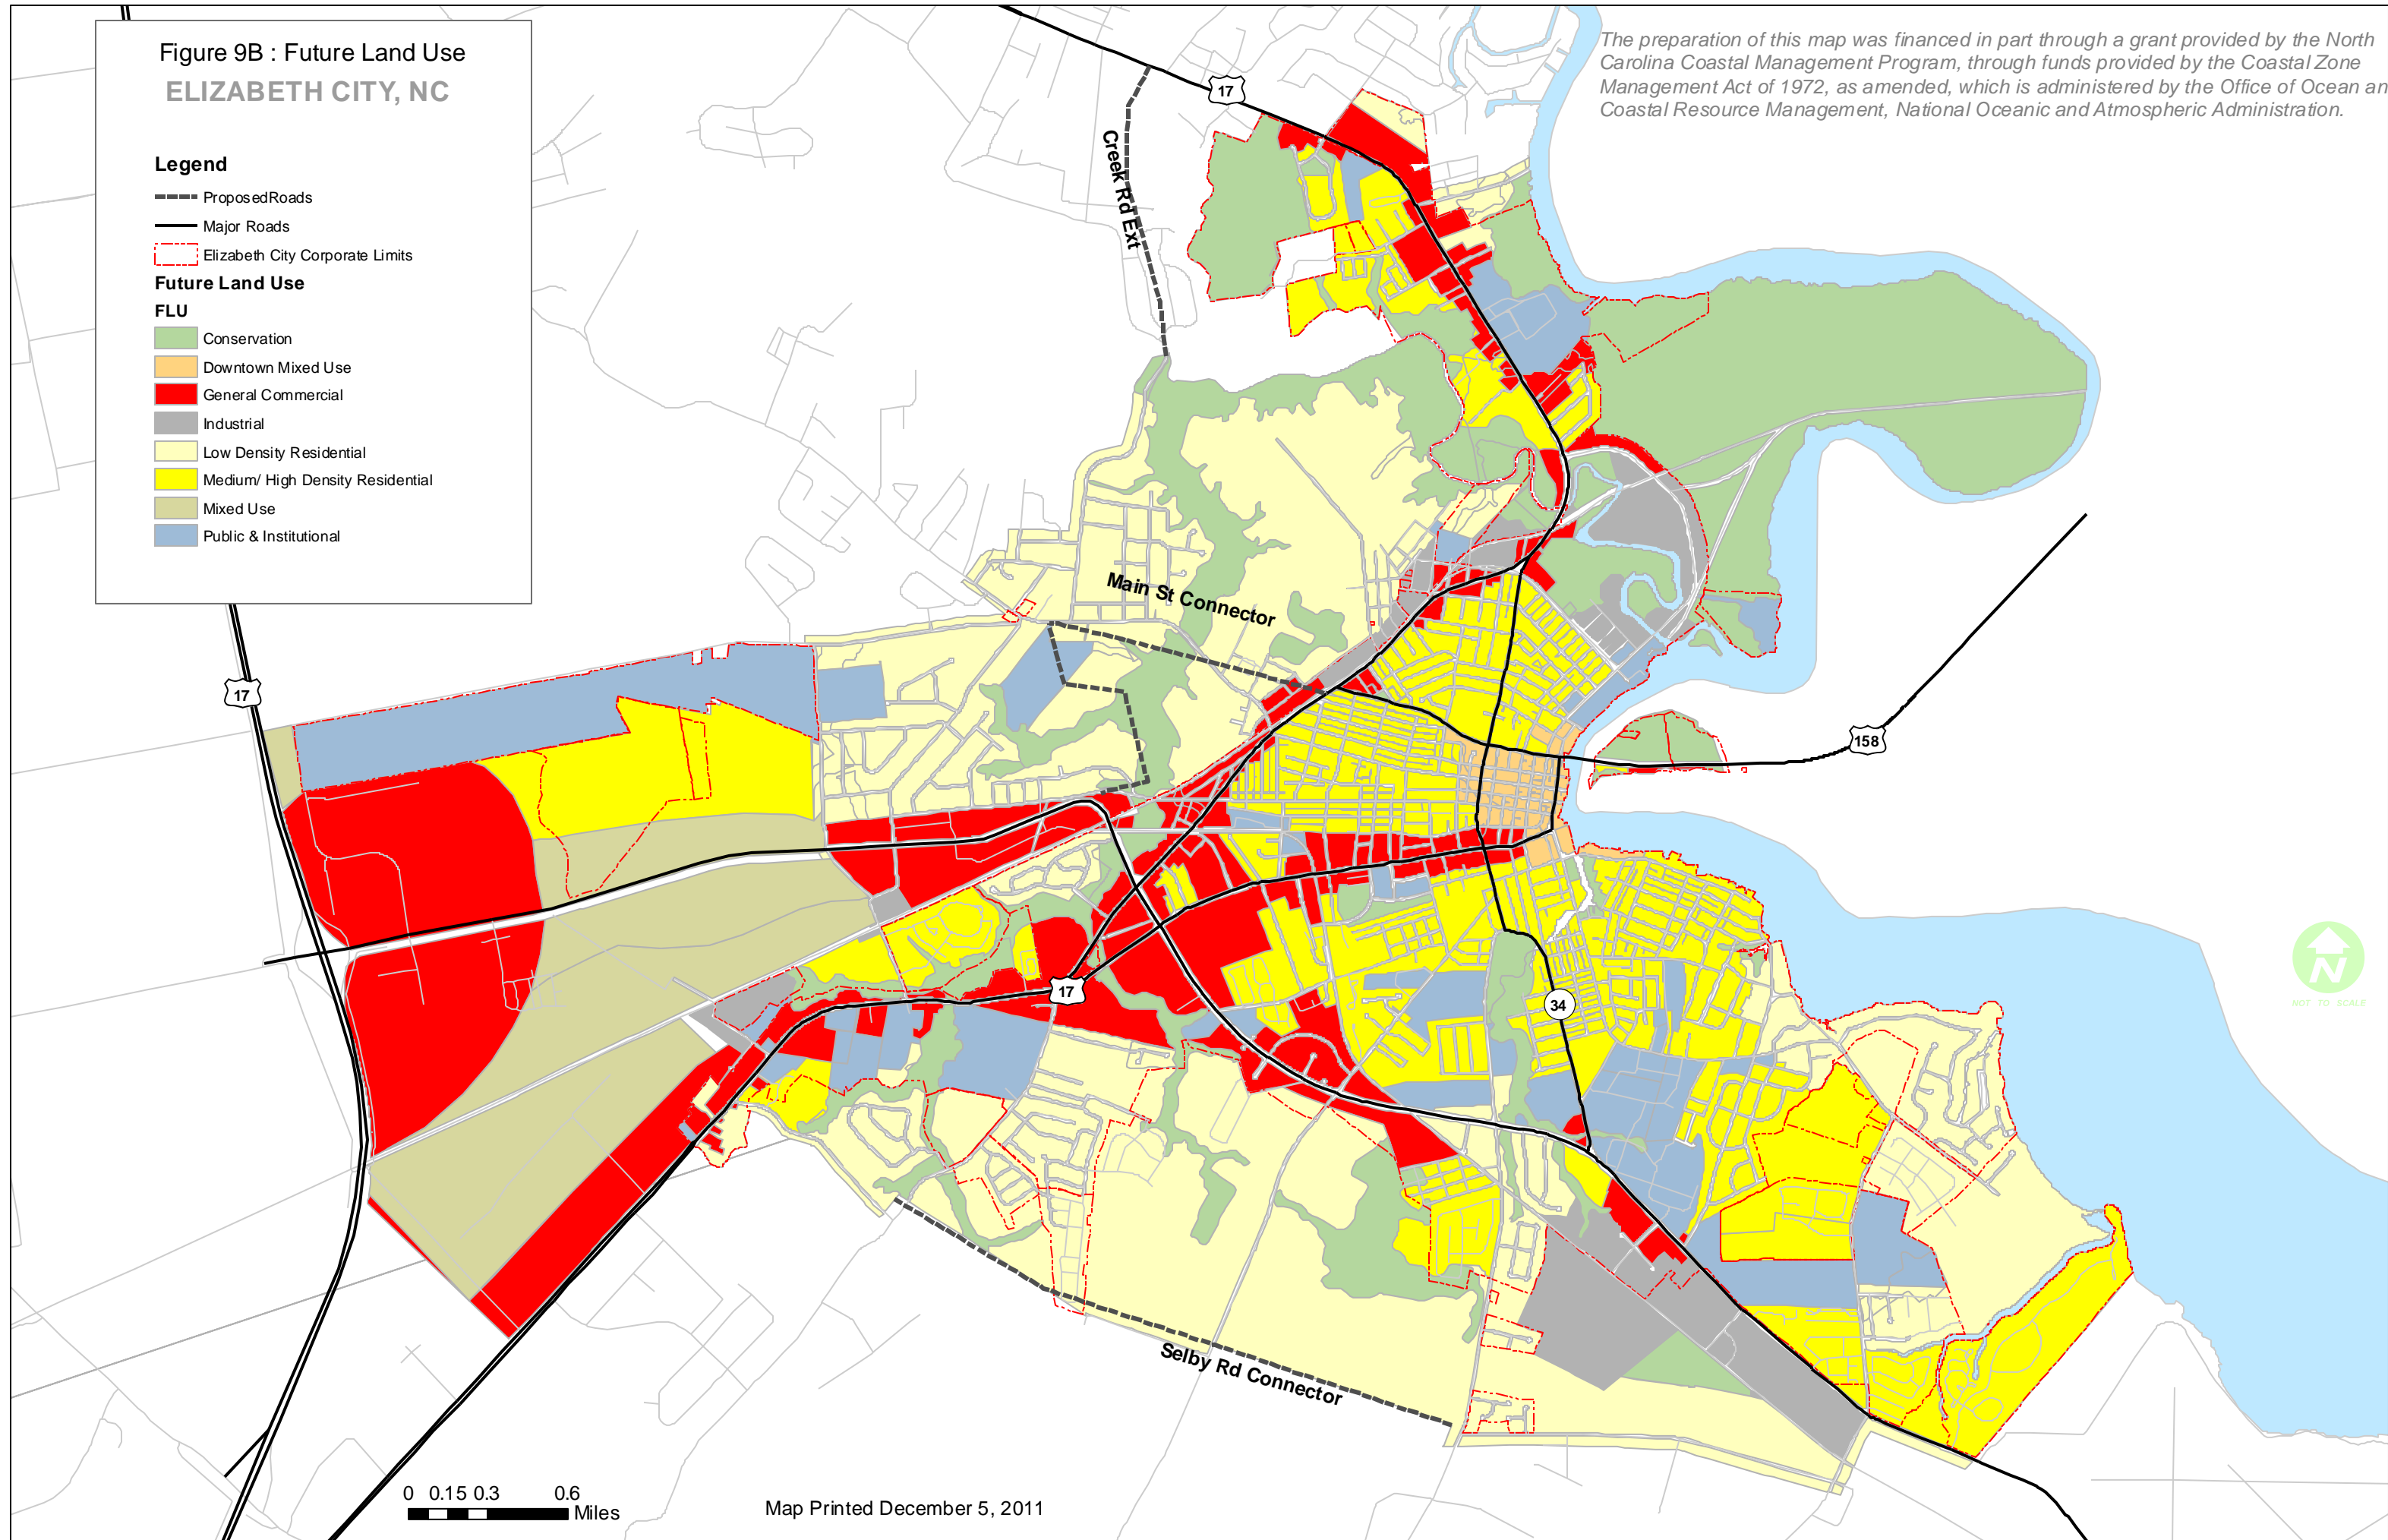 Figure 9B : Future Land Use
ELIZABETH CITY, NC
Legend
ProposedRoads
Major Roads
Elizabeth City Corporate Limits
Future Land Use
FLU
Conservation
Downtown Mixed Use
General Commercial
Industrial
Low Density Residential
Medium/ High Density Residential
Mixed Use
Public & Institutional
The preparation of this map was financed in part through a grant provided by the North
Carolina Coastal Management Program, through funds provided by the Coastal Zone
Management Act of 1972, as amended, which is administered by the Office of Ocean an
Coastal Resource Management, National Oceanic and Atmospheric Administration.
17
Creek Rd Ext
Main St Connector
17
158
17
34
N
NOT TO SCALE
Selby Rd Connector
0 0.15 0.3 0.6
Miles
Map Printed December 5, 2011